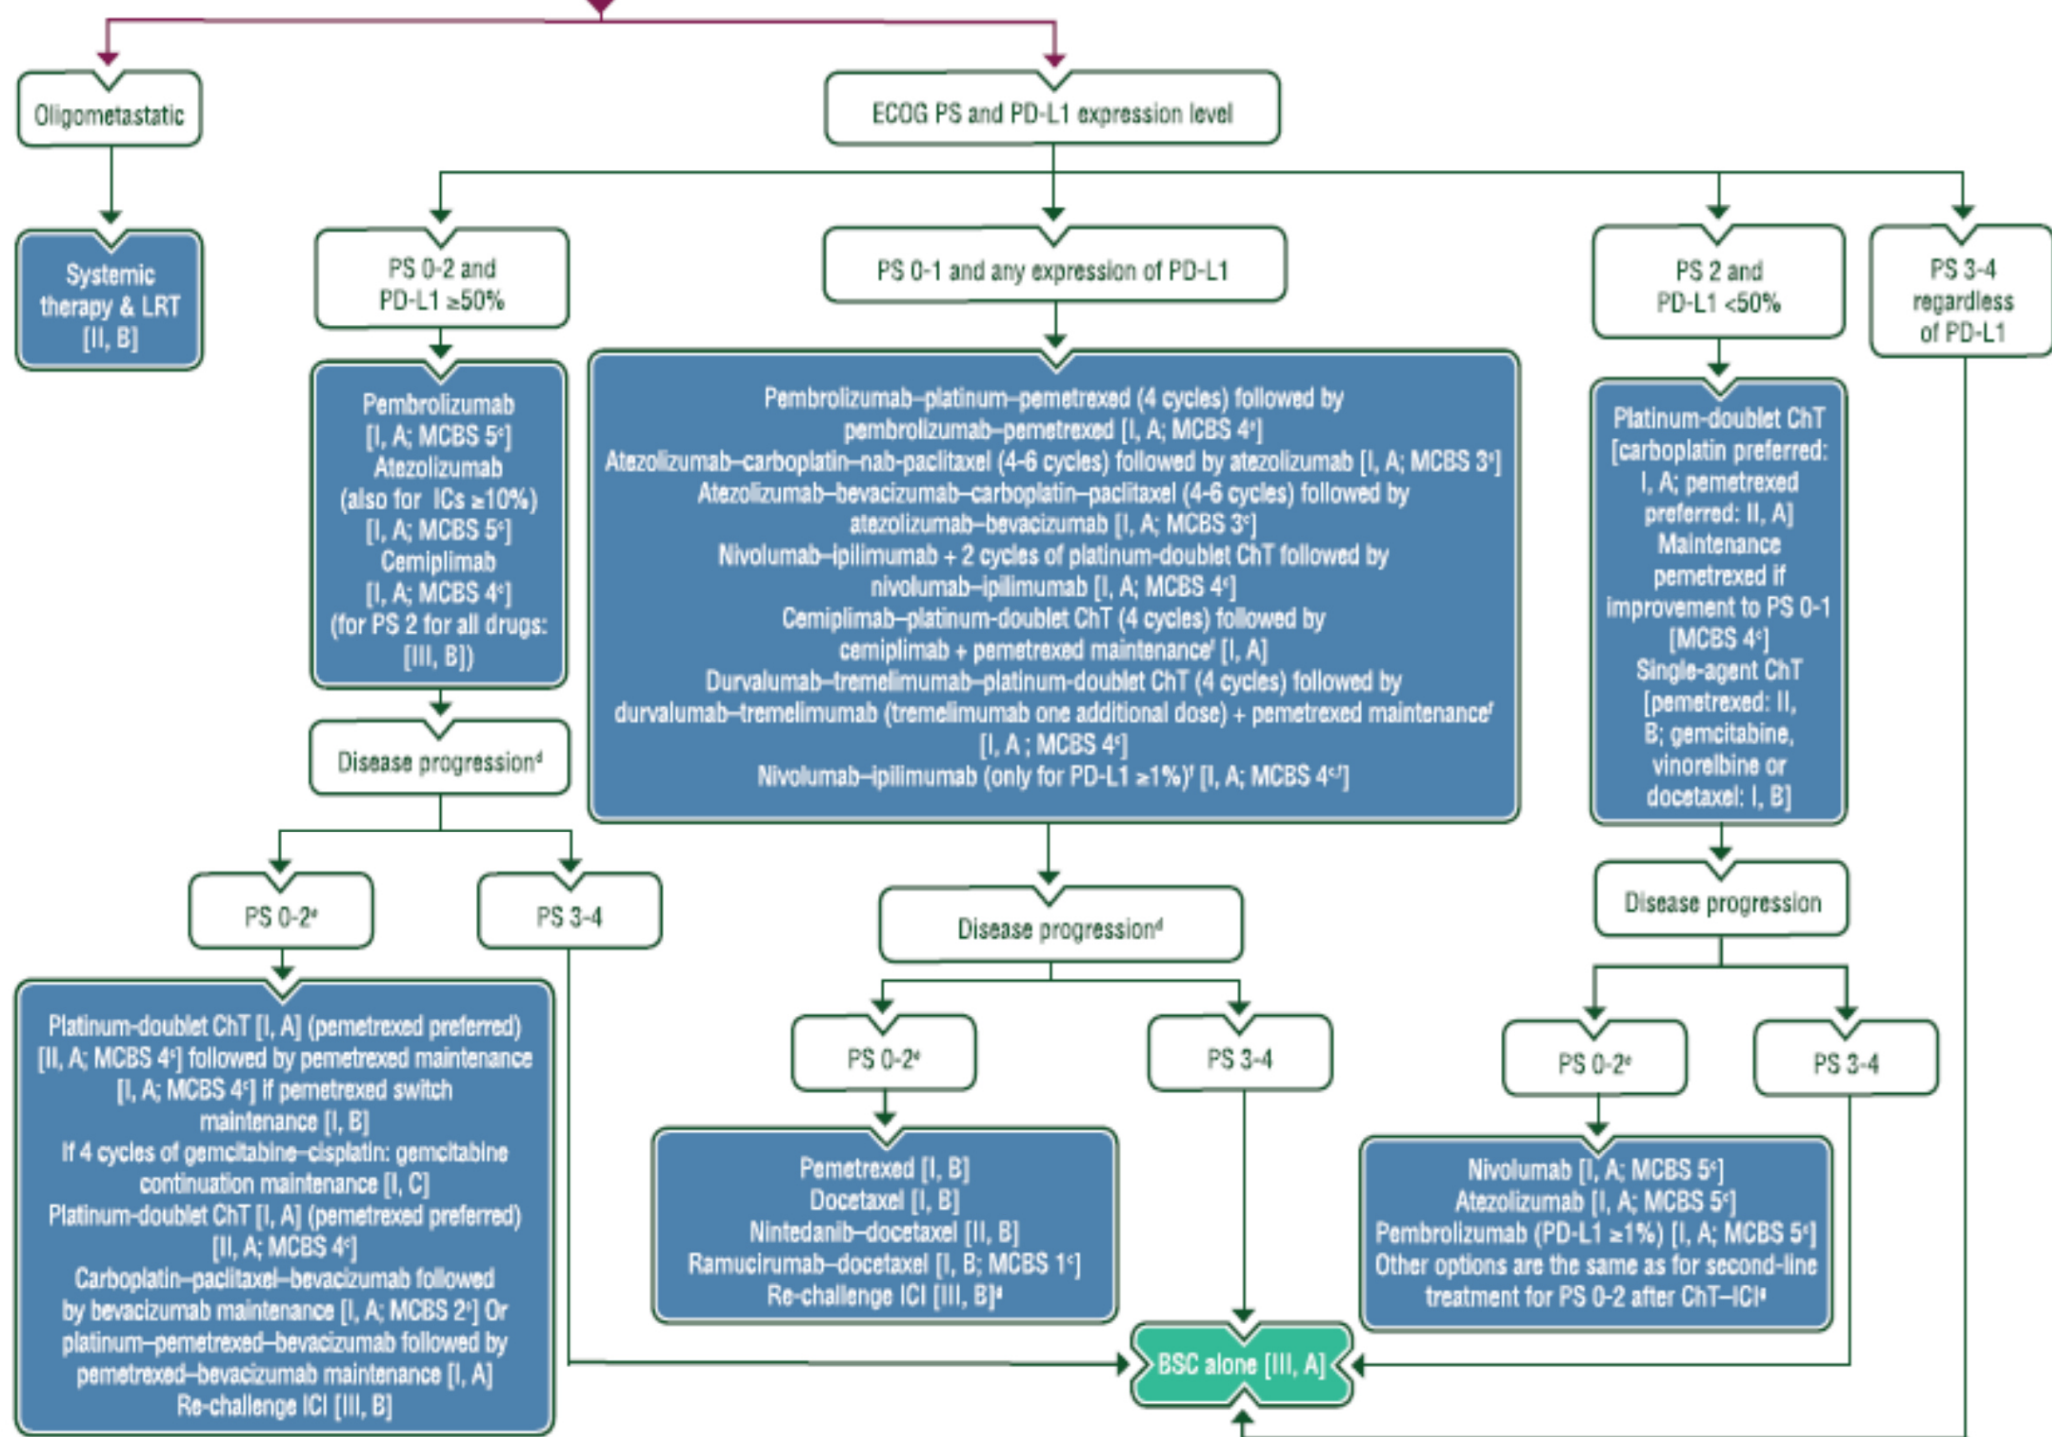 Oligometastatic
ECOG PS and PD-L1 expression level
Systemic
therapy & LRT
[II, B]
PS 0-2 and
PD-L1 ≥50%
PS 0-1 and any expression of PD-L1
PS 2 and
PD-L1 <50%
PS 3-4
regardless
of PD-L1
Pembrolizumab
[I, A; MCBS 5ᶜ]
Atezolizumab
(also for ICs ≥10%)
[I, A; MCBS 5ᶜ]
Cemiplimab
[I, A; MCBS 4ᶜ]
(for PS 2 for all drugs:
[III, B])
Pembrolizumab–platinum–pemetrexed (4 cycles) followed by
pembrolizumab–pemetrexed [I, A; MCBS 4ᶜ]
Atezolizumab–carboplatin–nab-paclitaxel (4-6 cycles) followed by atezolizumab [I, A; MCBS 3ᶜ]
Atezolizumab–bevacizumab–carboplatin–paclitaxel (4-6 cycles) followed by
atezolizumab–bevacizumab [I, A; MCBS 3ᶜ]
Nivolumab–ipilimumab + 2 cycles of platinum-doublet ChT followed by
nivolumab–ipilimumab [I, A; MCBS 4ᶜ]
Cemiplimab–platinum-doublet ChT (4 cycles) followed by
cemiplimab + pemetrexed maintenanceᶠ [I, A]
Durvalumab–tremelimumab–platinum-doublet ChT (4 cycles) followed by
durvalumab–tremelimumab (tremelimumab one additional dose) + pemetrexed maintenanceᶠ
[I, A ; MCBS 4ᶜ]
Nivolumab–ipilimumab (only for PD-L1 ≥1%)ᶠ [I, A; MCBS 4ᶜ,ᶠ]
Platinum-doublet ChT
[carboplatin preferred:
I, A; pemetrexed
preferred: II, A]
Maintenance
pemetrexed if
improvement to PS 0-1
[MCBS 4ᶜ]
Single-agent ChT
[pemetrexed: II,
B; gemcitabine,
vinorelbine or
docetaxel: I, B]
Disease progressionᵈ
PS 0-2ᵉ
PS 3-4
Disease progressionᵈ
Disease progression
PS 0-2ᵉ
PS 3-4
PS 0-2ᵉ
PS 3-4
Platinum-doublet ChT [I, A] (pemetrexed preferred)
[II, A; MCBS 4ᶜ] followed by pemetrexed maintenance
[I, A; MCBS 4ᶜ] if pemetrexed switch
maintenance [I, B]
If 4 cycles of gemcitabine–cisplatin: gemcitabine
continuation maintenance [I, C]
Platinum-doublet ChT [I, A] (pemetrexed preferred)
[II, A; MCBS 4ᶜ]
Carboplatin–paclitaxel–bevacizumab followed
by bevacizumab maintenance [I, A; MCBS 2ᶜ] Or
platinum–pemetrexed–bevacizumab followed by
pemetrexed–bevacizumab maintenance [I, A]
Re-challenge ICI [III, B]
Pemetrexed [I, B]
Docetaxel [I, B]
Nintedanib–docetaxel [II, B]
Ramucirumab–docetaxel [I, B; MCBS 1ᶜ]
Re-challenge ICI [III, B]ᵍ
Nivolumab [I, A; MCBS 5ᶜ]
Atezolizumab [I, A; MCBS 5ᶜ]
Pembrolizumab (PD-L1 ≥1%) [I, A; MCBS 5ᶜ]
Other options are the same as for second-line
treatment for PS 0-2 after ChT–ICIᵍ
BSC alone [III, A]